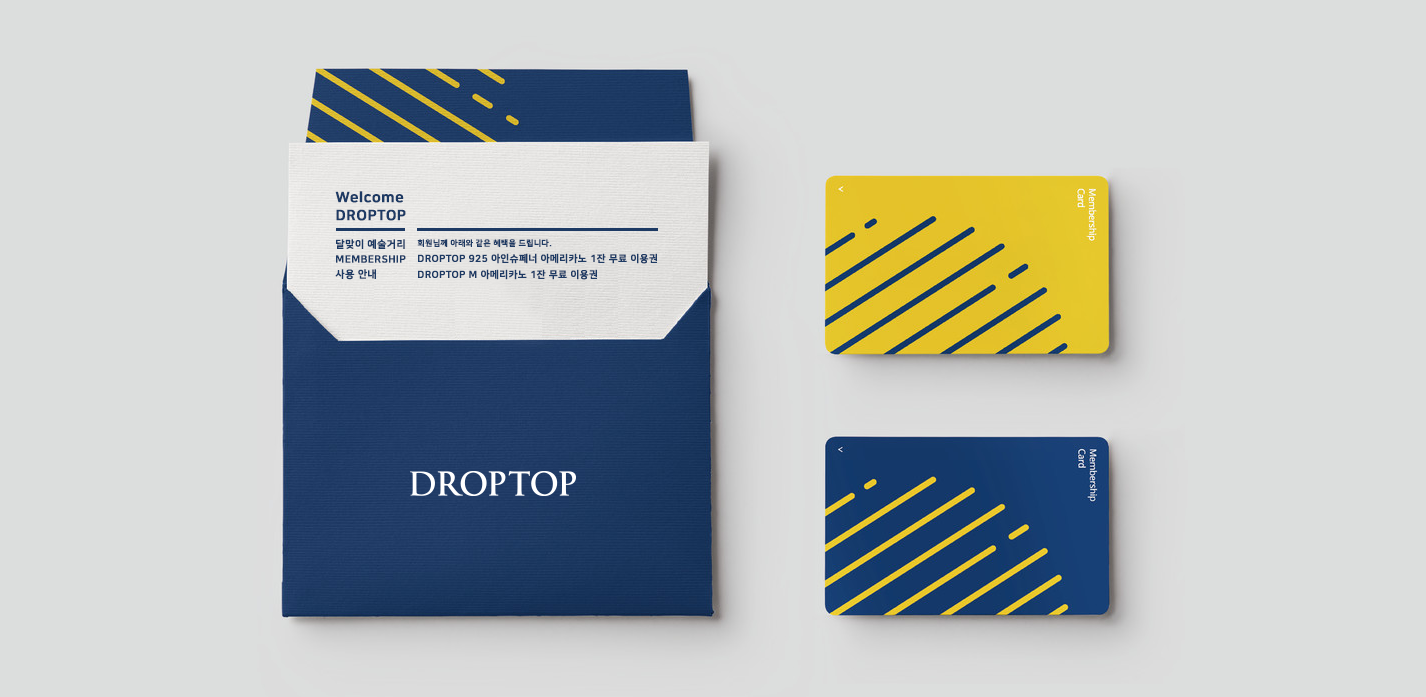 Welcome
DROPTOP
달맞이 예술거리
MEMBERSHIP
사용 안내
회원님께 아래와 같은 혜택을 드립니다.
DROPTOP 925 아인슈페너 아메리카노 1잔 무료 이용권
DROPTOP M 아메리카노 1잔 무료 이용권
DROPTOP
<
Membership
Card
<
Membership
Card